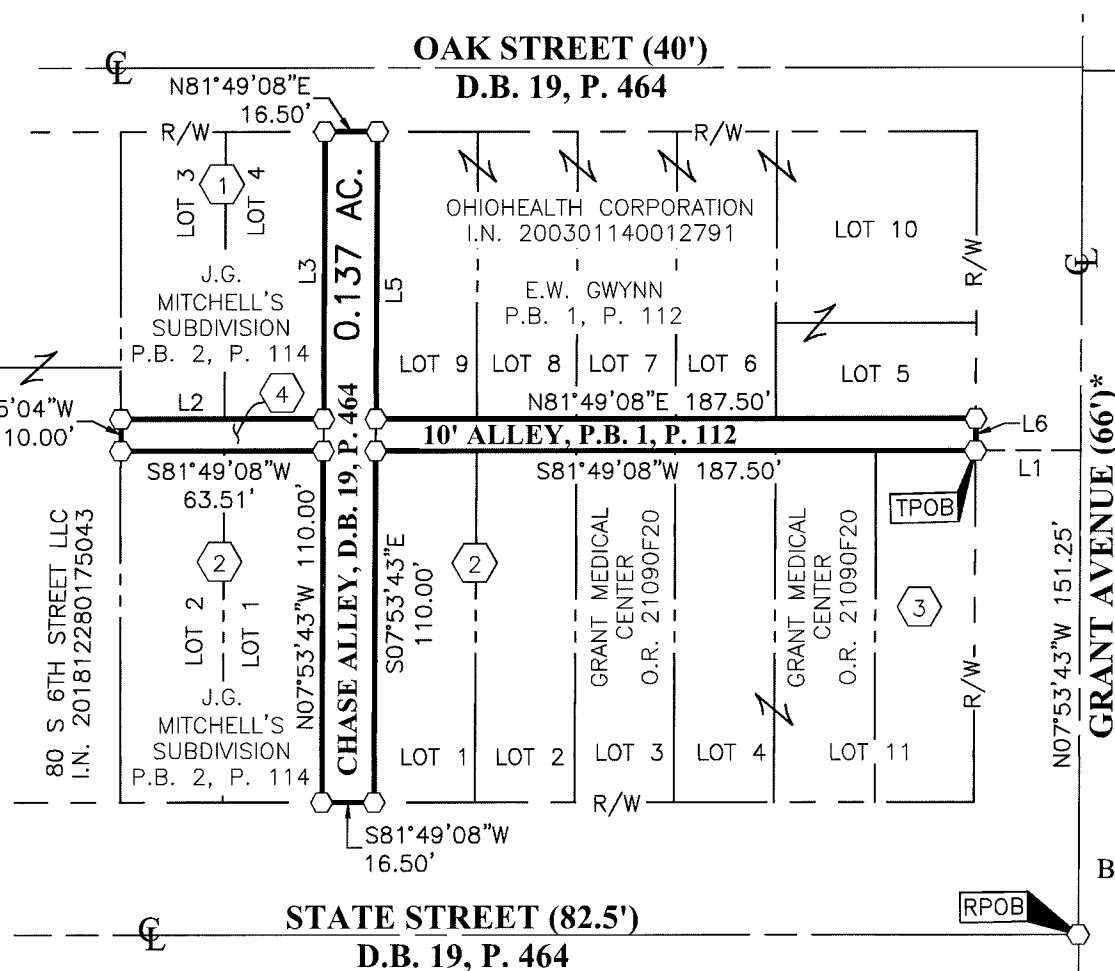 OAK STREET (40')
D.B. 19, P. 464
℄
℄
N81°49'08"E
16.50'
R/W
R/W
R/W
LOT 3
1
LOT 4
L3
0.137 AC.
L5
OHIOHEALTH CORPORATION
I.N. 200301140012791
LOT 10
J.G.
MITCHELL'S
SUBDIVISION
P.B. 2, P. 114
E.W. GWYNN
P.B. 1, P. 112
LOT 9
LOT 8
LOT 7
LOT 6
LOT 5
5'04"W
10.00'
L2
4
N81°49'08"E 187.50'
10' ALLEY, P.B. 1, P. 112
L6
S81°49'08"W
63.51'
S81°49'08"W 187.50'
L1
TPOB
CHASE ALLEY, D.B. 19, P. 464
80 S 6TH STREET LLC
I.N. 201812280175043
2
LOT 2
LOT 1
N07°53'43"W 110.00'
S07°53'43"E
110.00'
2
GRANT MEDICAL
CENTER
O.R. 21090F20
GRANT MEDICAL
CENTER
O.R. 21090F20
3
R/W
N07°53'43"W 151.25'
GRANT AVENUE (66')*
J.G.
MITCHELL'S
SUBDIVISION
P.B. 2, P. 114
LOT 1
LOT 2
LOT 3
LOT 4
LOT 11
R/W
S81°49'08"W
16.50'
B
RPOB
℄
STATE STREET (82.5')
D.B. 19, P. 464